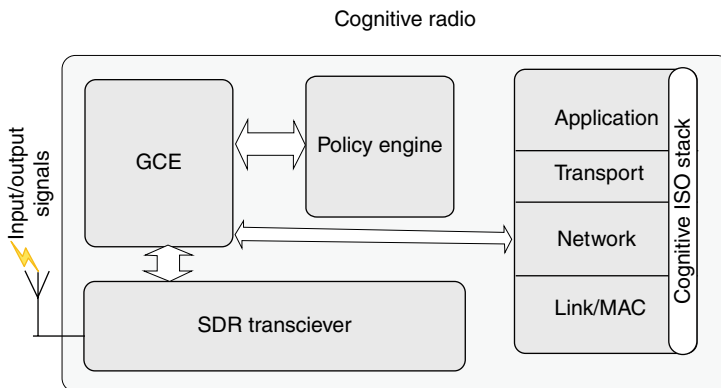 Cognitive radio
GCE
Policy engine
Application
Transport
Network
Link/MAC
Cognitive ISO stack
Input/output
signals
SDR transciever